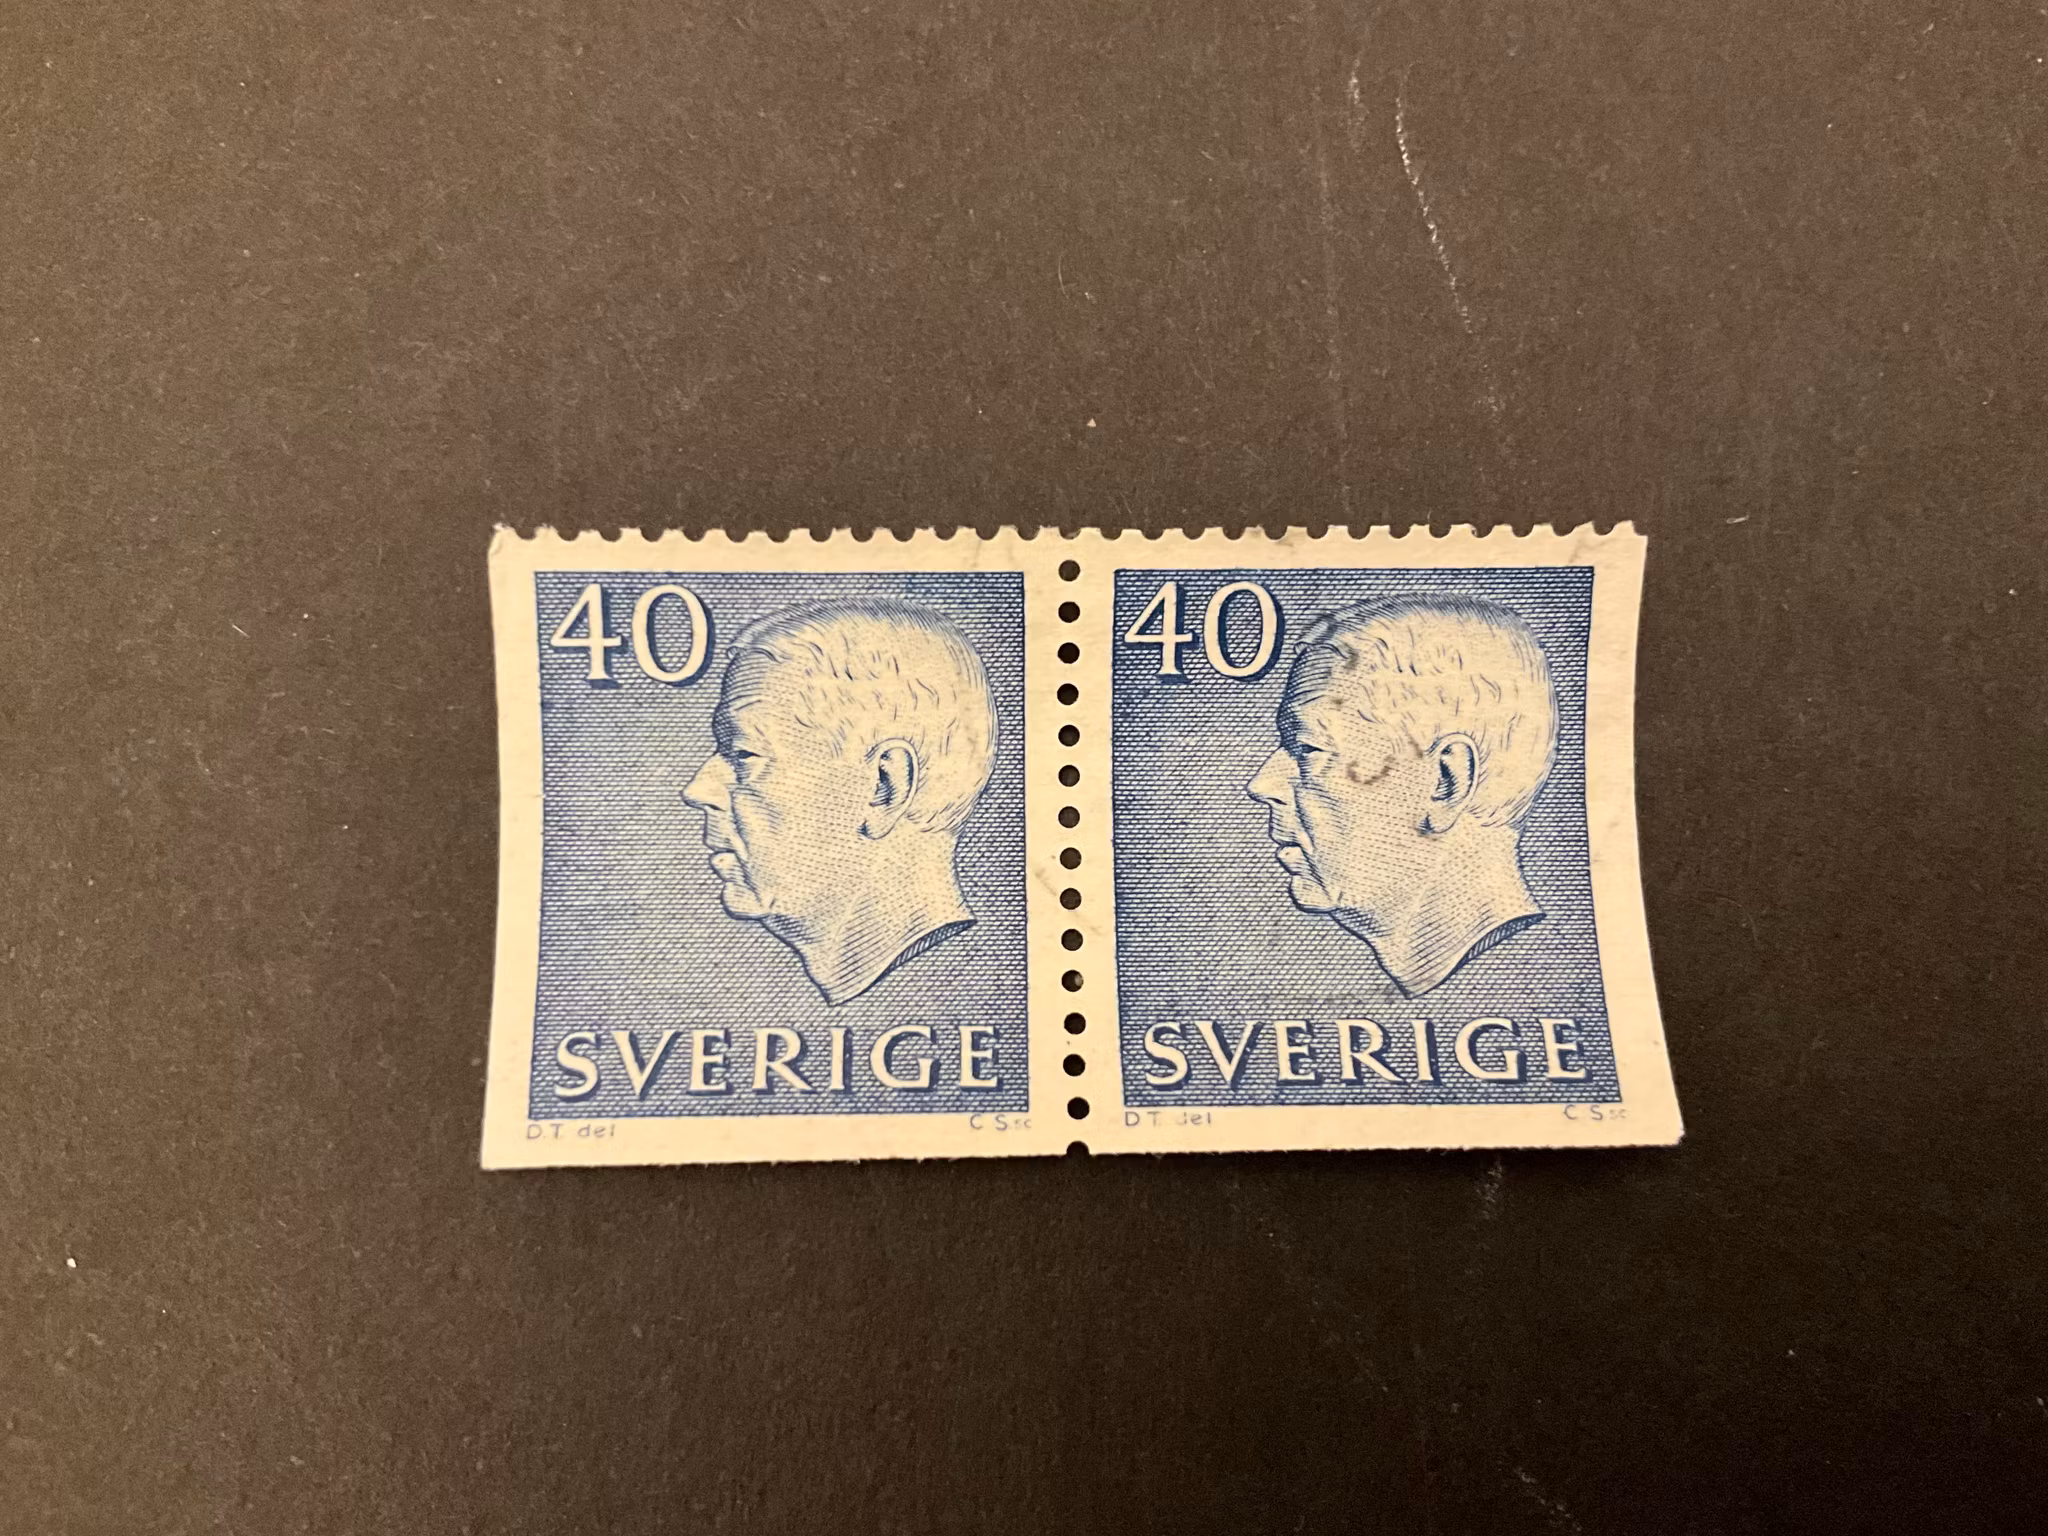 40
SVERIGE
D.T. del
C S sc
40
SVERIGE
D T del
C S sc